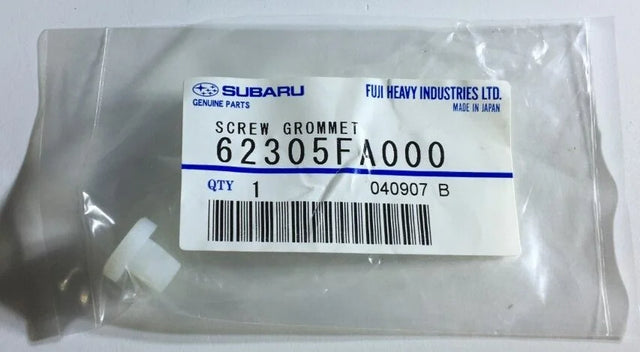 SUBARU FUJI HEAVY INDUSTRIES LTD.
GENUINE PARTS MADE IN JAPAN
SCREW GROMMET
62305FA000
QTY 1 040907 B